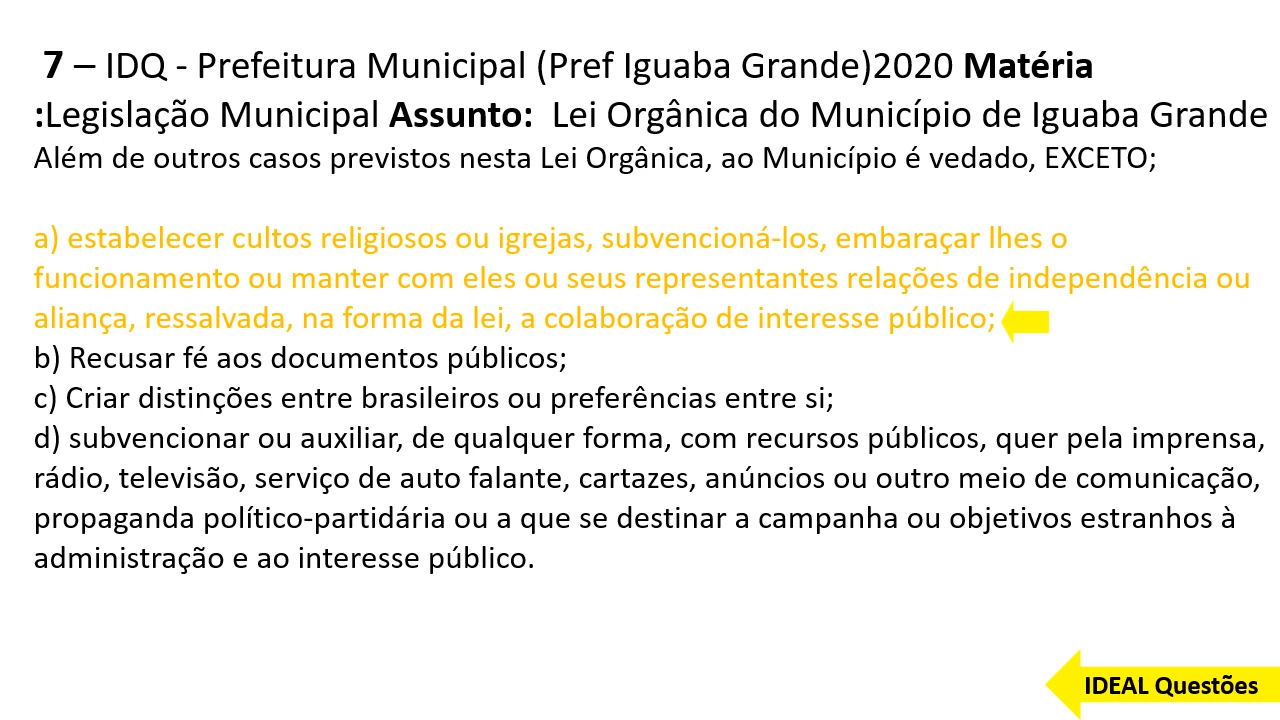 7 – IDQ - Prefeitura Municipal (Pref Iguaba Grande)2020 Matéria
:Legislação Municipal Assunto: Lei Orgânica do Município de Iguaba Grande
Além de outros casos previstos nesta Lei Orgânica, ao Município é vedado, EXCETO;
a) estabelecer cultos religiosos ou igrejas, subvencioná-los, embaraçar lhes o
funcionamento ou manter com eles ou seus representantes relações de independência ou
aliança, ressalvada, na forma da lei, a colaboração de interesse público;
b) Recusar fé aos documentos públicos;
c) Criar distinções entre brasileiros ou preferências entre si;
d) subvencionar ou auxiliar, de qualquer forma, com recursos públicos, quer pela imprensa,
rádio, televisão, serviço de auto falante, cartazes, anúncios ou outro meio de comunicação,
propaganda político-partidária ou a que se destinar a campanha ou objetivos estranhos à
administração e ao interesse público.
IDEAL Questões